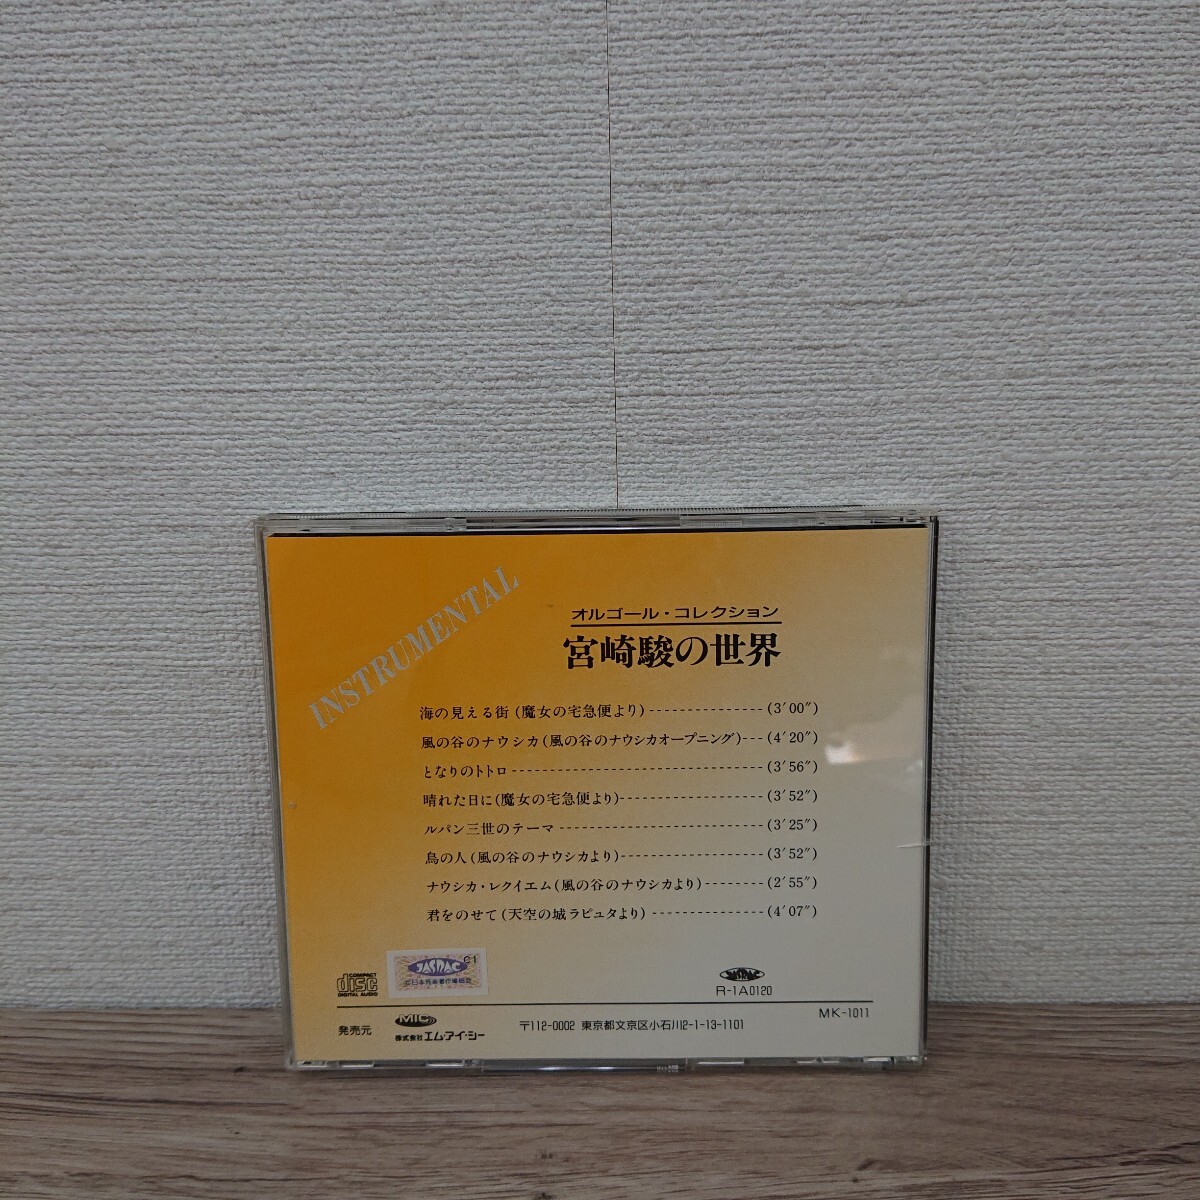 INSTRUMENTAL
オルゴール・コレクション
宮崎駿の世界
海の見える街(魔女の宅急便より)---------------(3′00″)
風の谷のナウシカ(風の谷のナウシカオープニング)---(4′20″)
となりのトトロ---------------------------------(3′56″)
晴れた日に(魔女の宅急便より)-------------------(3′52″)
ルパン三世のテーマ---------------------------(3′25″)
鳥の人(風の谷のナウシカより)-------------------(3′52″)
ナウシカ・レクイエム(風の谷のナウシカより)--------(2′55″)
君をのせて(天空の城ラピュタより)---------------(4′07″)
COMPACT
disc
DIGITAL AUDIO
JASRAC
JASRAC
R-1A0120
MK-1011
発売元
MIC
株式会社エム・アイ・シー
〒112-0002 東京都文京区小石川2-1-13-1101